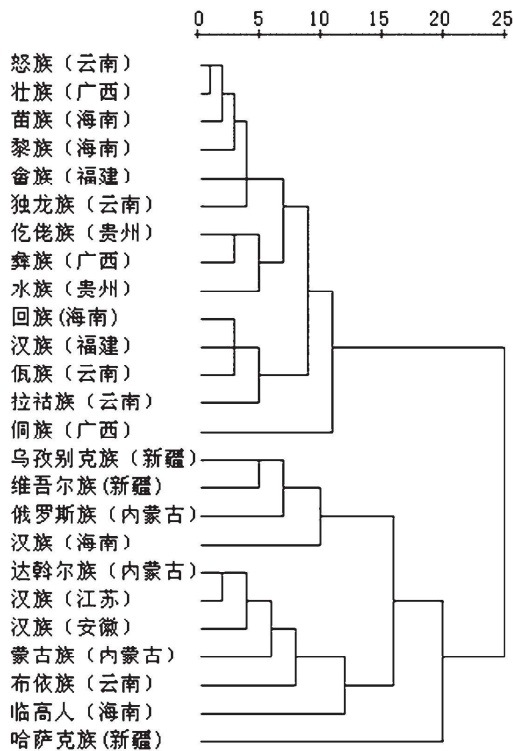 0 5 10 15 20 25
怒族（云南）
壮族（广西）
苗族（海南）
黎族（海南）
畲族（福建）
独龙族（云南）
仡佬族（贵州）
彝族（广西）
水族（贵州）
回族(海南）
汉族（福建）
佤族（云南）
拉祜族（云南）
侗族（广西）
乌孜别克族（新疆）
维吾尔族(新疆）
俄罗斯族（内蒙古）
汉族（海南）
达斡尔族（内蒙古）
汉族（江苏）
汉族（安徽）
蒙古族（内蒙古）
布依族（云南）
临高人（海南）
哈萨克族(新疆）